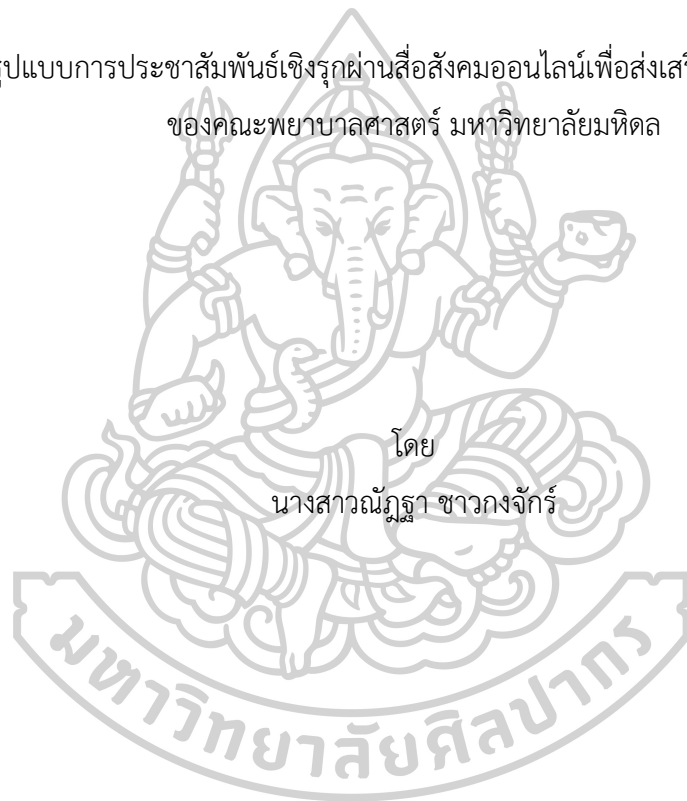 รูปแบบการประชาสัมพันธ์เชิงรุกผ่านสื่อสังคมออนไลน์เพื่อ
ของคณะพยาบาลศาสตร์ มหาวิทยาลัยมหิดล
โดย
นางสาวณัฎฐา ชาวกงจักร์
มหาวิทยาลัยศิลปากร